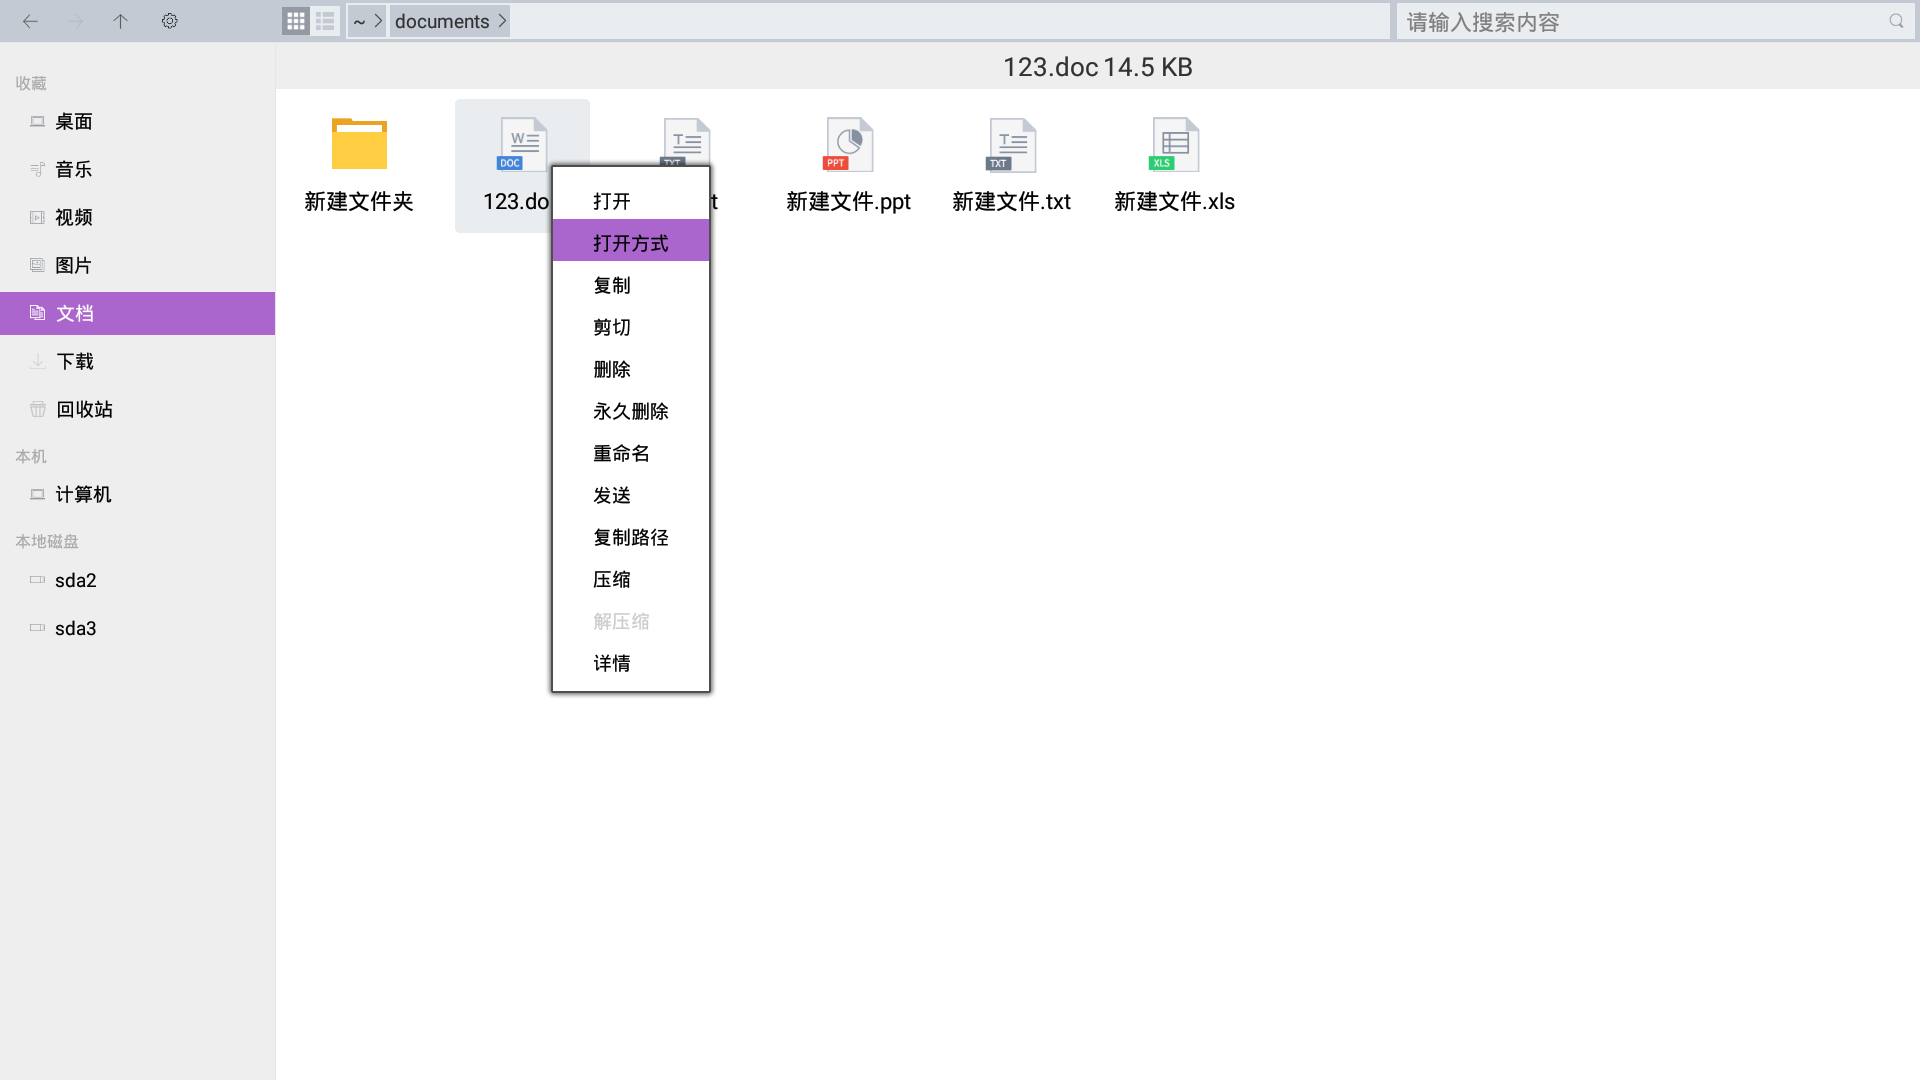 ~ documents
请输入搜索内容
123.doc 14.5 KB
收藏
桌面
音乐
视频
图片
文档
下载
回收站
本机
计算机
本地磁盘
sda2
sda3
W
DOC
T
TXT
PPT
T
TXT
XLS
新建文件夹
123.do
t
新建文件.ppt
新建文件.txt
新建文件.xls
打开
打开方式
复制
剪切
删除
永久删除
重命名
发送
复制路径
压缩
解压缩
详情